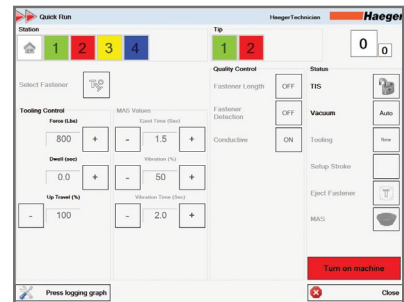 Quick Run
HaegerTechnician
Haeger
Station
1 2 3 4
Tip
1 2
0 0
Select Fastener
Quality Control
Fastener Length OFF
Fastener Detection OFF
Conductive ON
Status
TIS
Vacuum Auto
Tooling None
Setup Stroke
Eject Fastener
MAS
Tooling Control
Force (Lbs)
800 +
Dwell (sec)
0.0 +
Up Travel (%)
- 100
MAS Values
Eject Time (Sec)
- 1.5 +
Vibration (%)
- 50 +
Vibration Time (Sec)
- 2.0 +
Turn on machine
Press logging graph
Close